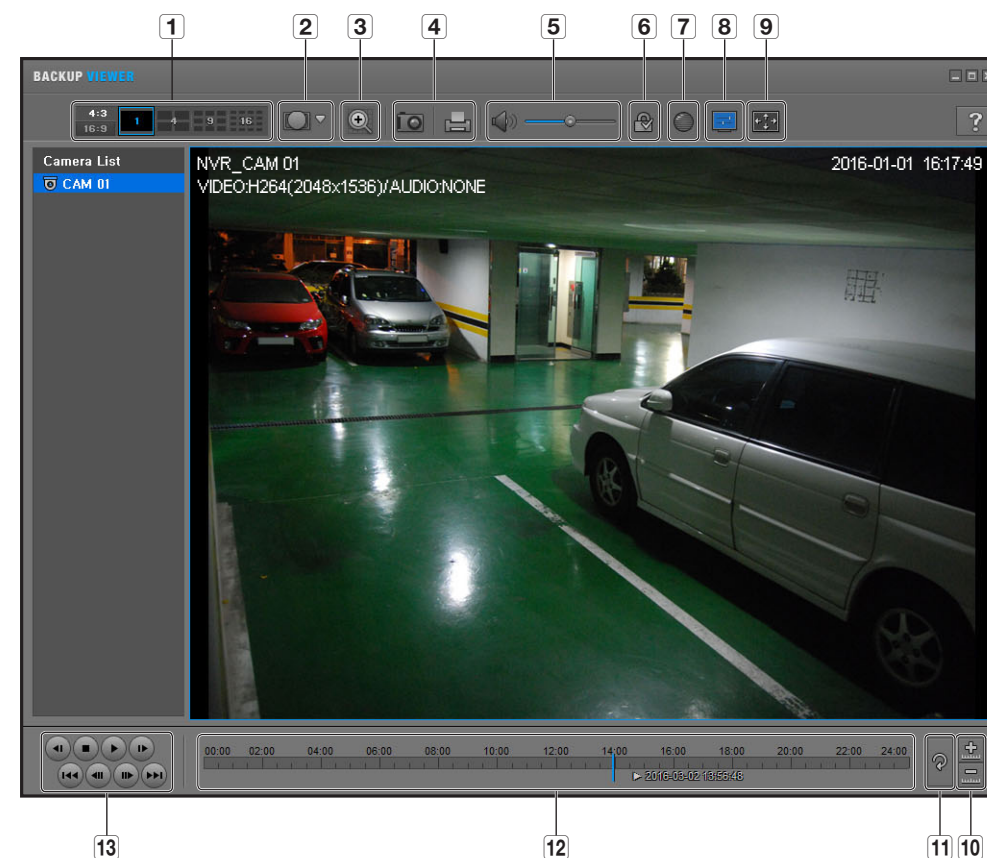 1 2 3 4 5 6 7 8 9
BACKUP VIEWER
4:3
16:9
1 4 9 16
?
Camera List
CAM 01
NVR_CAM 01
2016-01-01 16:17:49
VIDEO:H264(2048x1536)/AUDIO:NONE
00:00 02:00 04:00 06:00 08:00 10:00 12:00 14:00 16:00 18:00 20:00 22:00 24:00
2016-03-02 13:58:48
13 12 11 10